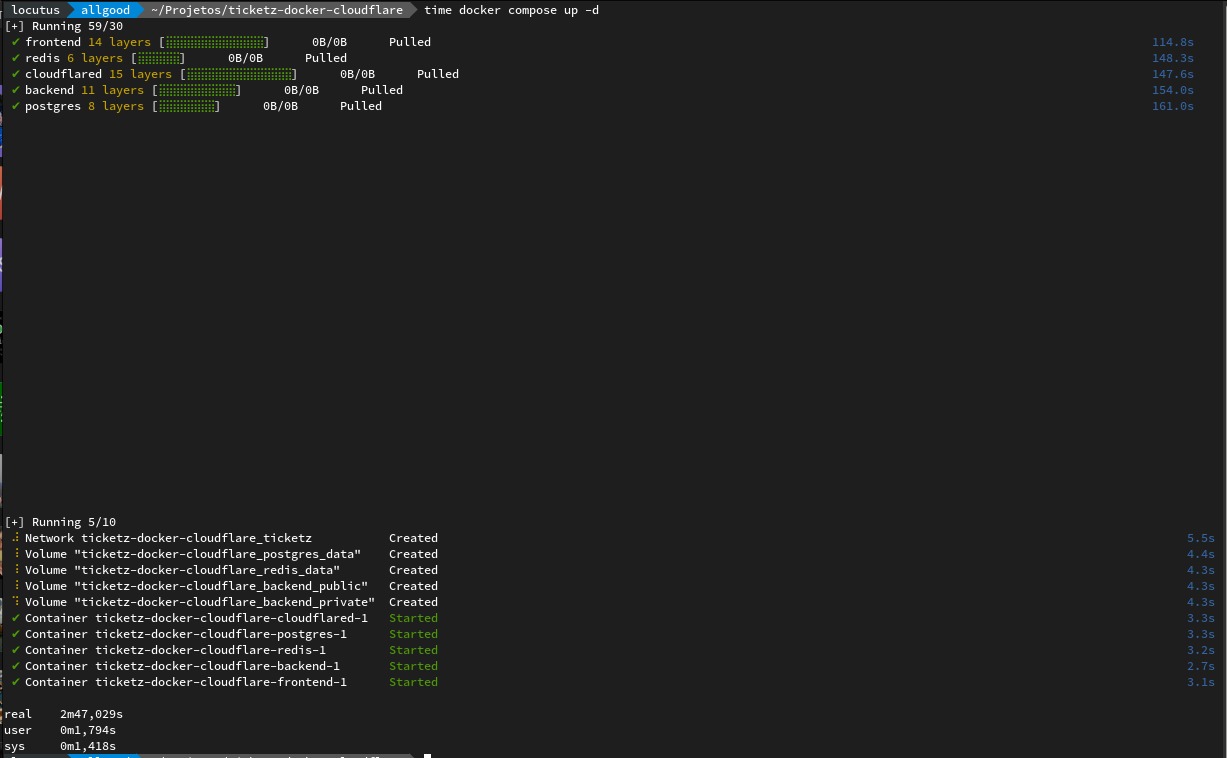 locutus allgood ~/Projetos/ticketz-docker-cloudflare time docker compose up -d
[+] Running 59/30
✔ frontend 14 layers [⣿⣿⣿⣿⣿⣿⣿⣿⣿⣿⣿⣿⣿⣿] 0B/0B Pulled 114.8s
✔ redis 6 layers [⣿⣿⣿⣿⣿⣿] 0B/0B Pulled 148.3s
✔ cloudflared 15 layers [⣿⣿⣿⣿⣿⣿⣿⣿⣿⣿⣿⣿⣿⣿⣿] 0B/0B Pulled 147.6s
✔ backend 11 layers [⣿⣿⣿⣿⣿⣿⣿⣿⣿⣿⣿] 0B/0B Pulled 154.0s
✔ postgres 8 layers [⣿⣿⣿⣿⣿⣿⣿⣿] 0B/0B Pulled 161.0s
[+] Running 5/10
Network ticketz-docker-cloudflare_ticketz Created 5.5s
Volume "ticketz-docker-cloudflare_postgres_data" Created 4.4s
Volume "ticketz-docker-cloudflare_redis_data" Created 4.3s
Volume "ticketz-docker-cloudflare_backend_public" Created 4.3s
Volume "ticketz-docker-cloudflare_backend_private" Created 4.3s
✔ Container ticketz-docker-cloudflare-cloudflared-1 Started 3.3s
✔ Container ticketz-docker-cloudflare-postgres-1 Started 3.3s
✔ Container ticketz-docker-cloudflare-redis-1 Started 3.2s
✔ Container ticketz-docker-cloudflare-backend-1 Started 2.7s
✔ Container ticketz-docker-cloudflare-frontend-1 Started 3.1s
real 2m47,029s
user 0m1,794s
sys 0m1,418s